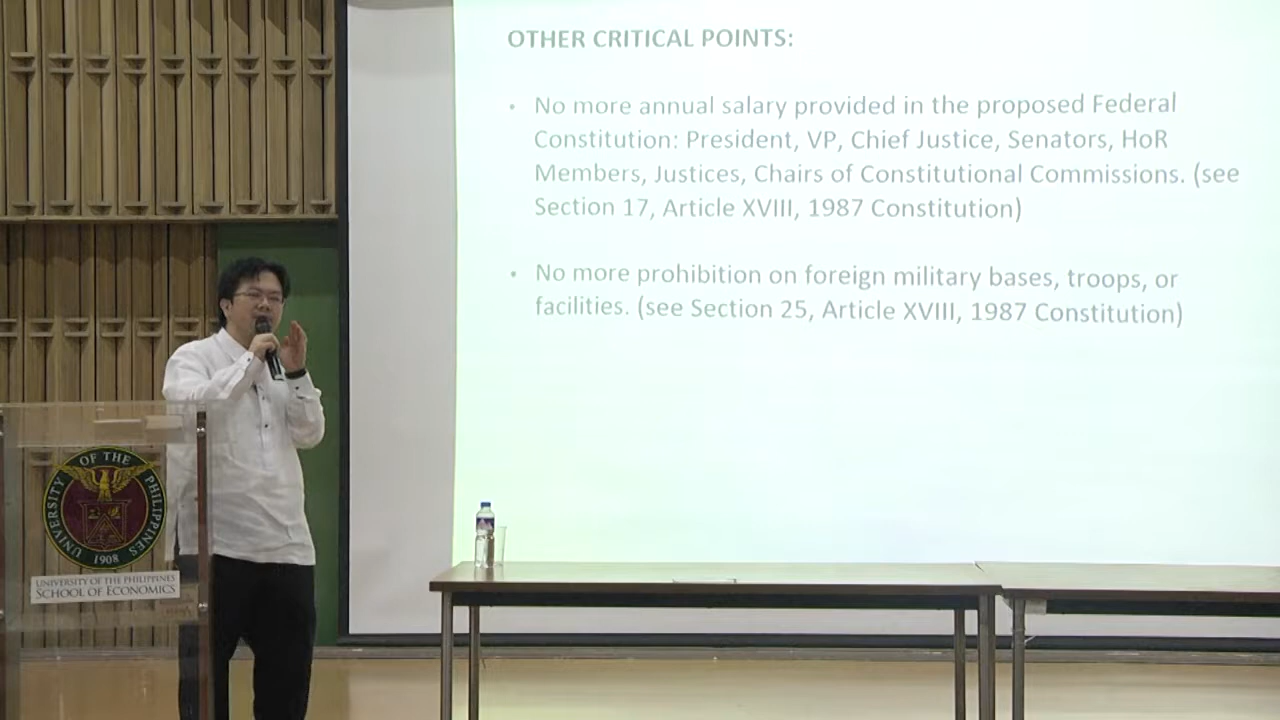 OTHER CRITICAL POINTS:
• No more annual salary provided in the proposed Federal
Constitution: President, VP, Chief Justice, Senators, HoR
Members, Justices, Chairs of Constitutional Commissions. (see
Section 17, Article XVIII, 1987 Constitution)
• No more prohibition on foreign military bases, troops, or
facilities. (see Section 25, Article XVIII, 1987 Constitution)
UNIVERSITY OF THE PHILIPPINES
1908
UNIVERSITY OF THE PHILIPPINES
SCHOOL OF ECONOMICS